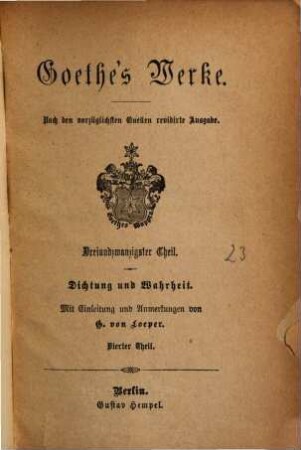 Goethe's Werke.
Nach den vorzüglichsten Quellen revidirte Ausgabe.
Dreiundzwanzigster Theil.
23
Dichtung und Wahrheit.
Mit Einleitung und Anmerkungen von
G. von Loeper.
Vierter Theil.
Berlin.
Gustav Hempel.